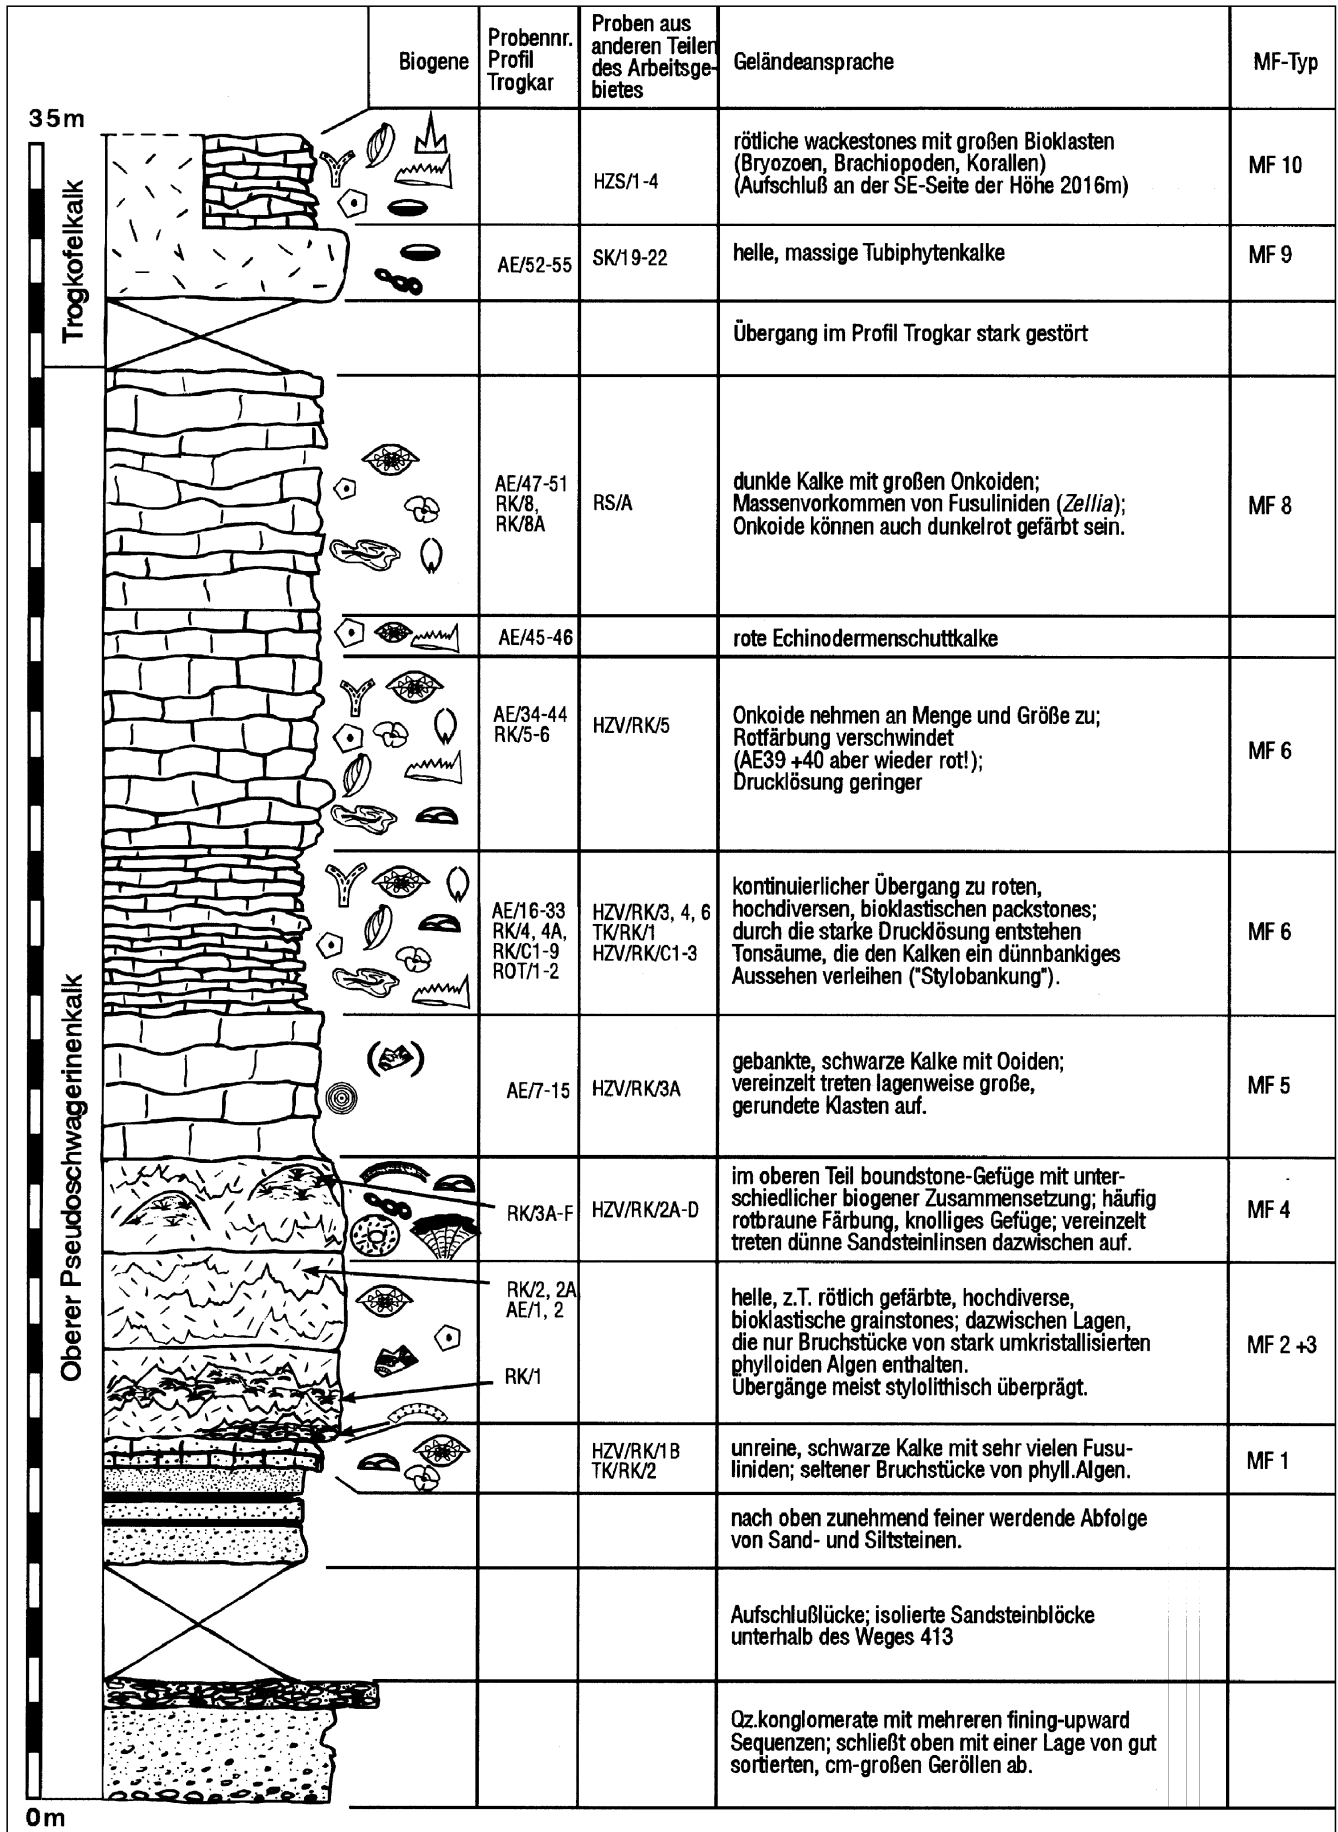 Biogene
Probennr.
Profil
Trogkar
Proben aus
anderen Teilen
des Arbeitsge-
bietes
Geländeansprache
MF-Typ
35m
Trogkofelkalk
HZS/1-4
rötliche wackestones mit großen Bioklasten
(Bryozoen, Brachiopoden, Korallen)
(Aufschluß an der SE-Seite der Höhe 2016m)
MF 10
AE/52-55
SK/19-22
helle, massige Tubiphytenkalke
MF 9
Übergang im Profil Trogkar stark gestört
Oberer Pseudoschwagerinenkalk
AE/47-51
RK/8,
RK/8A
RS/A
dunkle Kalke mit großen Onkoiden;
Massenvorkommen von Fusuliniden (Zellia);
Onkoide können auch dunkelrot gefärbt sein.
MF 8
AE/45-46
rote Echinodermenschuttkalke
AE/34-44
RK/5-6
HZV/RK/5
Onkoide nehmen an Menge und Größe zu;
Rotfärbung verschwindet
(AE39 +40 aber wieder rot!);
Drucklösung geringer
MF 6
AE/16-33
RK/4, 4A,
RK/C1-9
ROT/1-2
HZV/RK/3, 4, 6
TK/RK/1
HZV/RK/C1-3
kontinuierlicher Übergang zu roten,
hochdiversen, bioklastischen packstones;
durch die starke Drucklösung entstehen
Tonsäume, die den Kalken ein dünnbankiges
Aussehen verleihen ("Stylobankung").
MF 6
AE/7-15
HZV/RK/3A
gebankte, schwarze Kalke mit Ooiden;
vereinzelt treten lagenweise große,
gerundete Klasten auf.
MF 5
RK/3A-F
HZV/RK/2A-D
im oberen Teil boundstone-Gefüge mit unter-
schiedlicher biogener Zusammensetzung; häufig
rotbraune Färbung, knolliges Gefüge; vereinzelt
treten dünne Sandsteinlinsen dazwischen auf.
MF 4
RK/2, 2A
AE/1, 2
RK/1
helle, z.T. rötlich gefärbte, hochdiverse,
bioklastische grainstones; dazwischen Lagen,
die nur Bruchstücke von stark umkristallisierten
phylloiden Algen enthalten.
Übergänge meist stylolithisch überprägt.
MF 2 +3
HZV/RK/1B
TK/RK/2
unreine, schwarze Kalke mit sehr vielen Fusu-
liniden; seltener Bruchstücke von phyll.Algen.
MF 1
nach oben zunehmend feiner werdende Abfolge
von Sand- und Siltsteinen.
Aufschlußlücke; isolierte Sandsteinblöcke
unterhalb des Weges 413
Qz.konglomerate mit mehreren fining-upward
Sequenzen; schließt oben mit einer Lage von gut
sortierten, cm-großen Geröllen ab.
0m